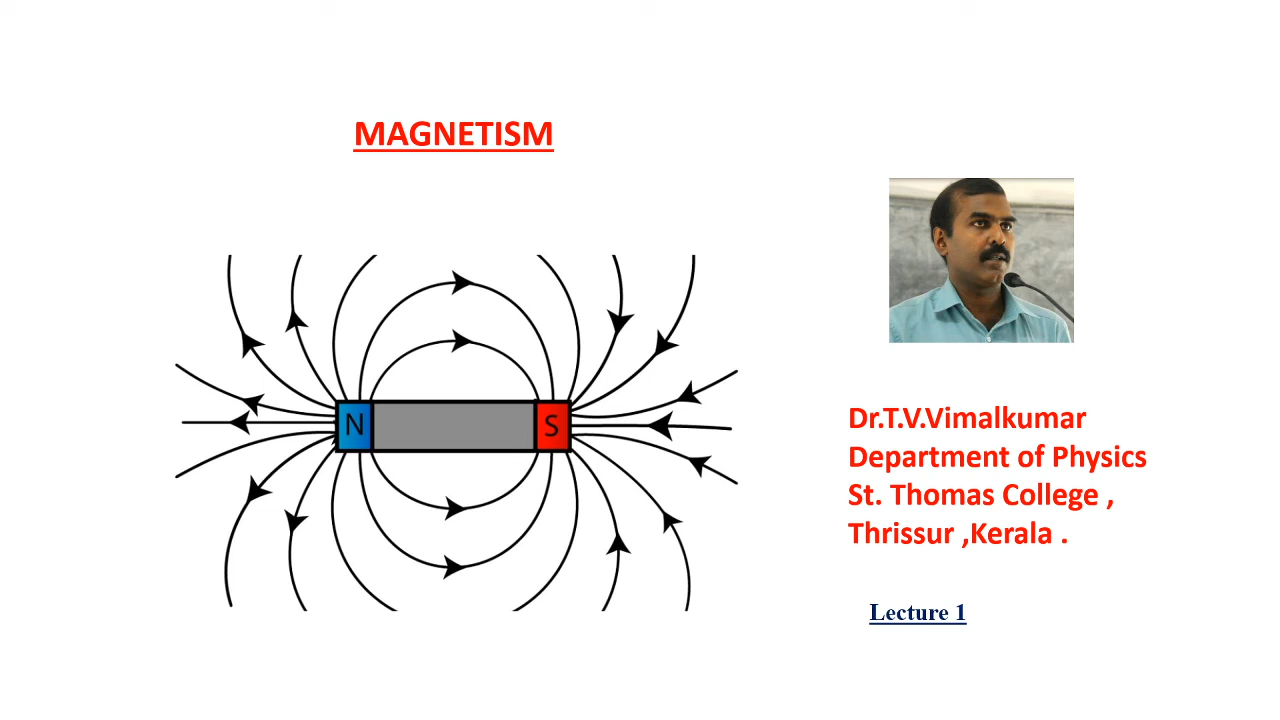 MAGNETISM
N
S
Dr.T.V.Vimalkumar
Department of Physics
St. Thomas College ,
Thrissur ,Kerala .
Lecture 1